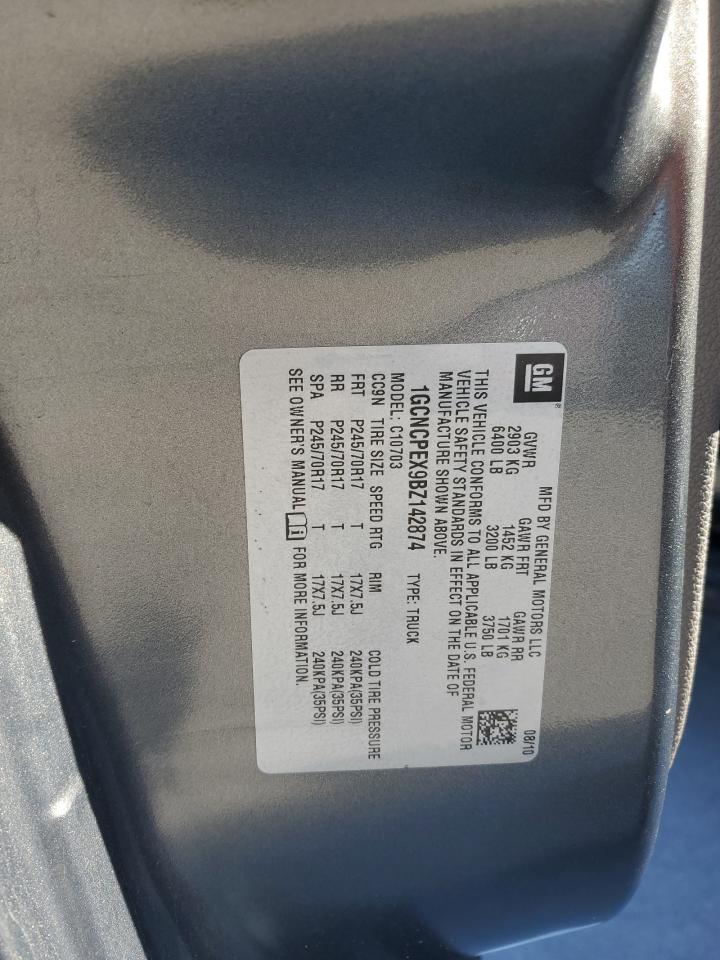 GM
MFD BY GENERAL MOTORS LLC 08/10
GVWR GAWR FRT GAWR RR
2903 KG 1452 KG 1701 KG
6400 LB 3200 LB 3750 LB
THIS VEHICLE CONFORMS TO ALL APPLICABLE U.S. FEDERAL MOTOR
VEHICLE SAFETY STANDARDS IN EFFECT ON THE DATE OF
MANUFACTURE SHOWN ABOVE.
1GCNCPEX9BZ142874 TYPE: TRUCK
MODEL: C10703
CC9N TIRE SIZE SPEED RTG RIM COLD TIRE PRESSURE
FRT P245/70R17 T 17X7.5J 240KPA(35PSI)
RR P245/70R17 T 17X7.5J 240KPA(35PSI)
SPA P245/70R17 T 17X7.5J 240KPA(35PSI)
SEE OWNER'S MANUAL FOR MORE INFORMATION.